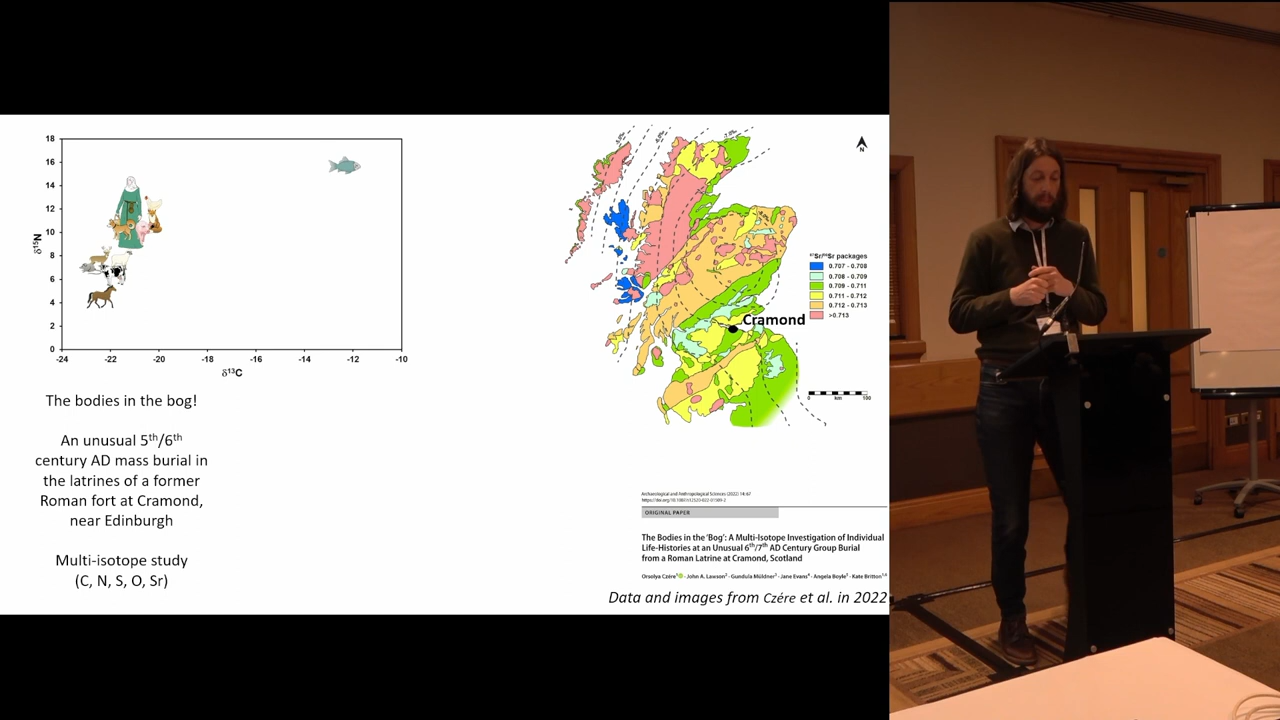 18
16
14
12
10
8
6
4
2
0
δ¹⁵N
-24 -22 -20 -18 -16 -14 -12 -10
δ¹³C
The bodies in the bog!
An unusual 5th/6th
century AD mass burial in
the latrines of a former
Roman fort at Cramond,
near Edinburgh
Multi-isotope study
(C, N, S, O, Sr)
N
⁸⁷Sr/⁸⁶Sr packages
0.707 - 0.708
0.708 - 0.709
0.709 - 0.711
0.711 - 0.712
0.712 - 0.713
>0.713
Cramond
0 km 100
Archaeological and Anthropological Sciences (2022) 14:67
ORIGINAL PAPER
The Bodies in the 'Bog': A Multi-Isotope Investigation of Individual
Life-Histories at an Unusual 6th/7th AD Century Group Burial
from a Roman Latrine at Cramond, Scotland
Orsolya Czére · John A. Lawson · Gundula Müldner · Jane Evans · Angela Boyle · Kate Britton
Data and images from Czére et al. in 2022